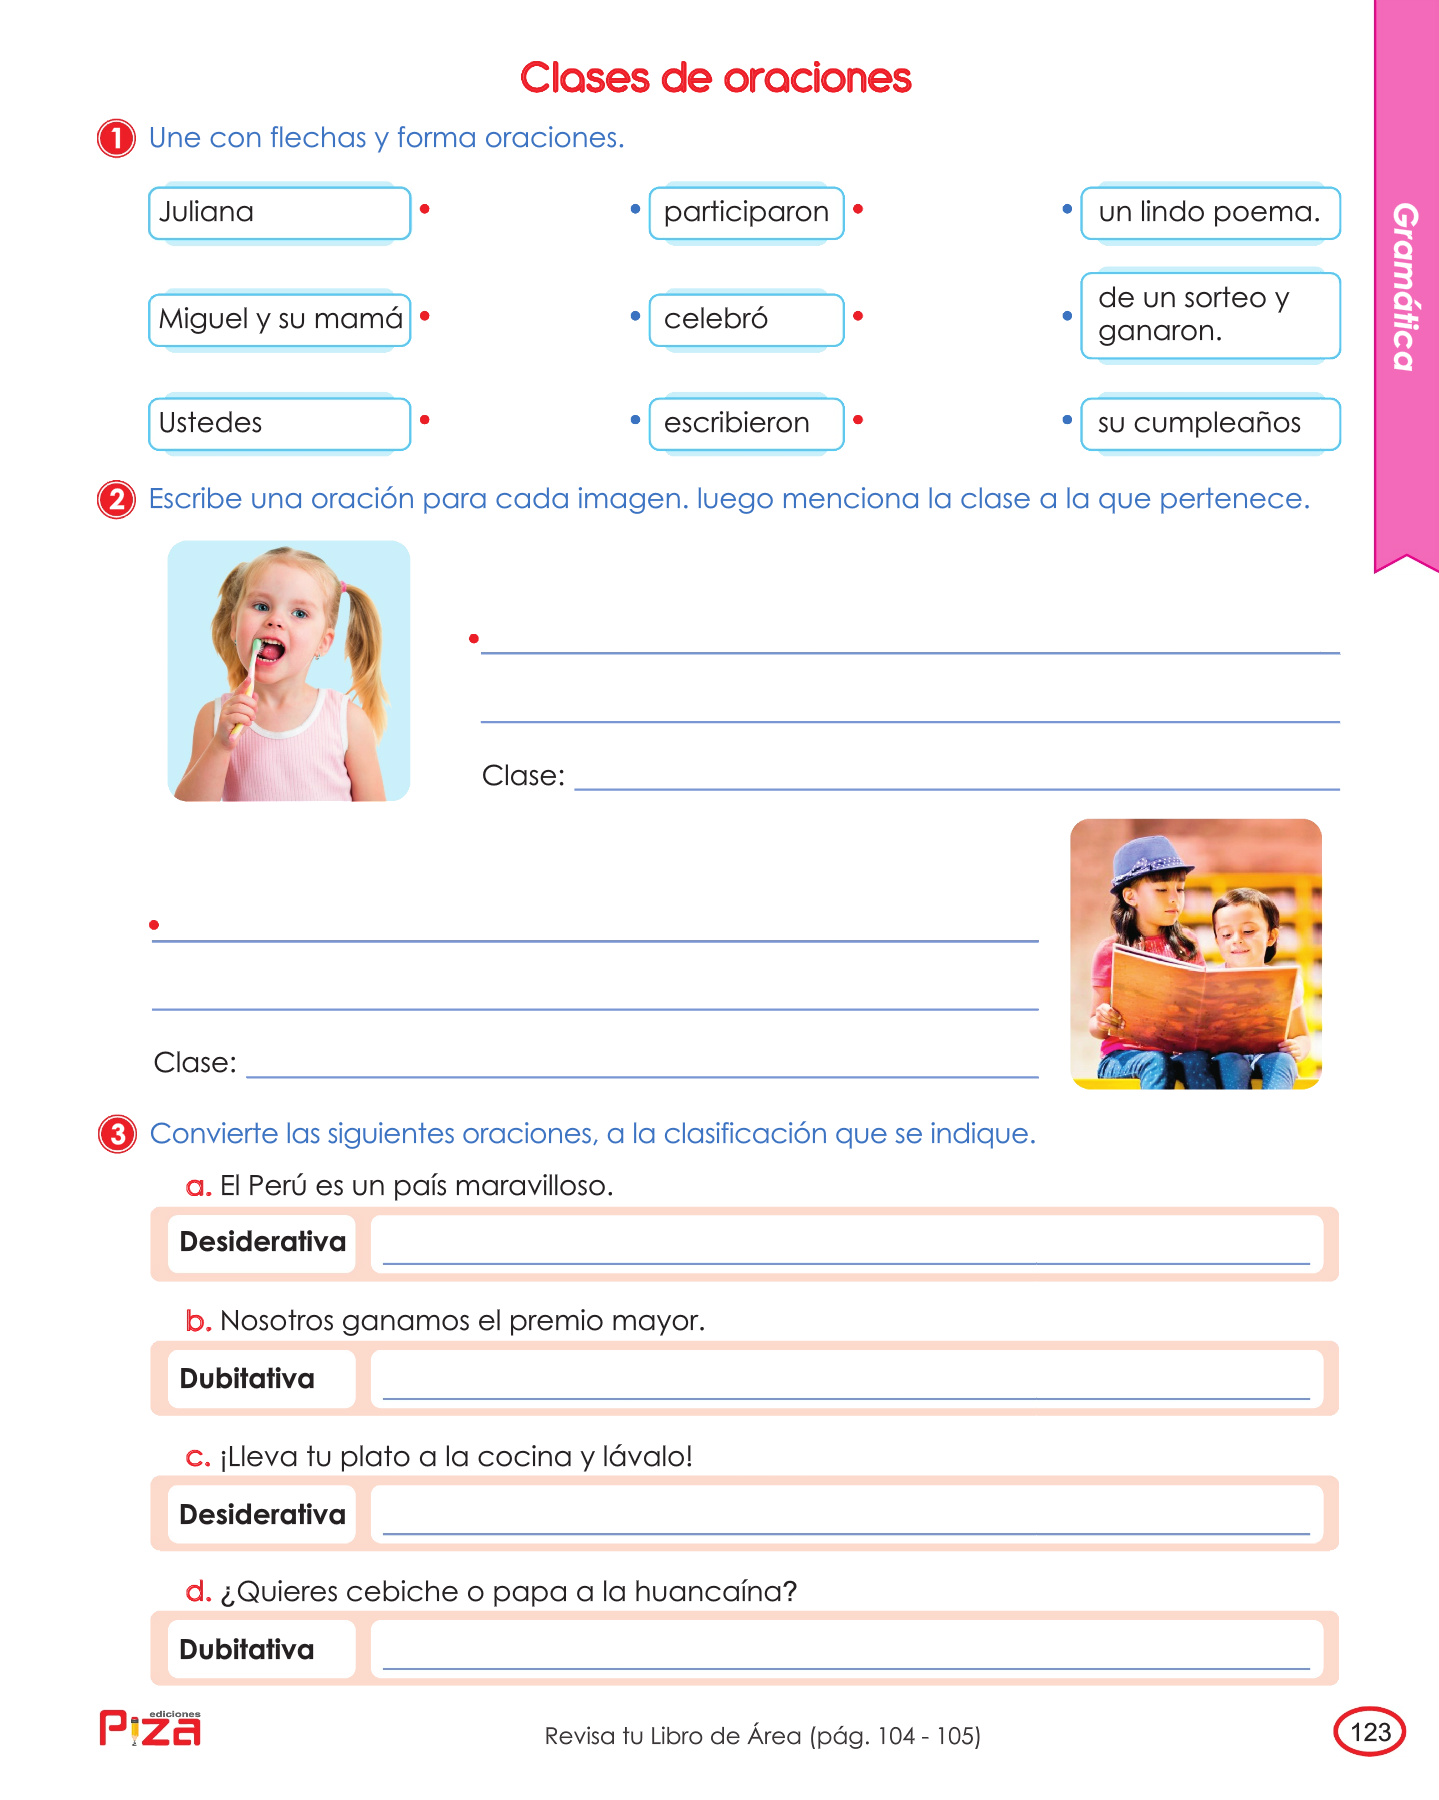 Clases de oraciones
Gramática
1 Une con flechas y forma oraciones.
Juliana participaron un lindo poema.
Miguel y su mamá celebró de un sorteo y
ganaron.
Ustedes escribieron su cumpleaños
2 Escribe una oración para cada imagen. luego menciona la clase a la que pertenece.
Clase:
Clase:
3 Convierte las siguientes oraciones, a la clasificación que se indique.
a. El Perú es un país maravilloso.
Desiderativa
b. Nosotros ganamos el premio mayor.
Dubitativa
c. ¡Lleva tu plato a la cocina y lávalo!
Desiderativa
d. ¿Quieres cebiche o papa a la huancaína?
Dubitativa
ediciones
Piza
Revisa tu Libro de Área (pág. 104 - 105)
123